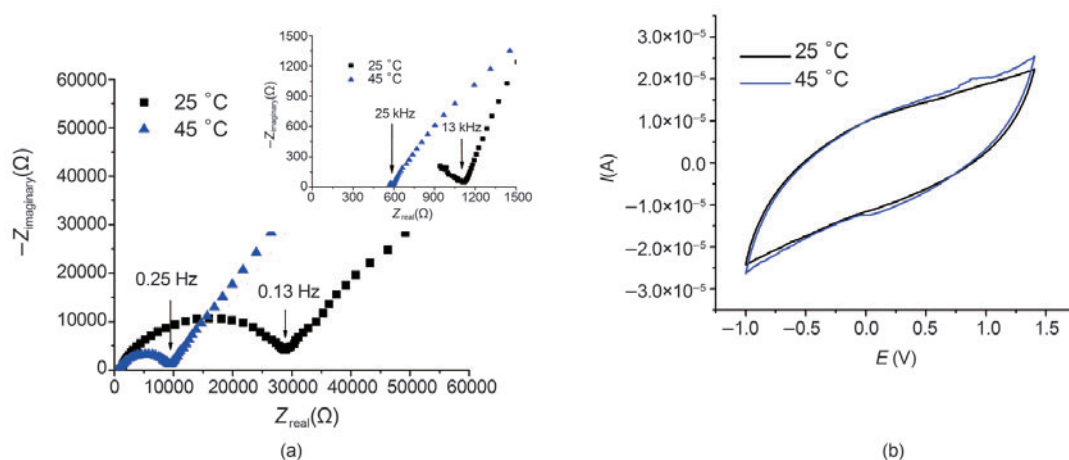 1500
1200
900
600
300
0
25 °C
45 °C
25 kHz
13 kHz
0 300 600 900 1200 1500
Zreal(Ω)
−Zimaginary(Ω)
60000
50000
40000
30000
20000
10000
0
25 °C
45 °C
0.25 Hz
0.13 Hz
0 10000 20000 30000 40000 50000 60000
Zreal(Ω)
−Zimaginary(Ω)
(a)
3.0×10⁻⁵
2.0×10⁻⁵
1.0×10⁻⁵
0.0
−1.0×10⁻⁵
−2.0×10⁻⁵
−3.0×10⁻⁵
25 °C
45 °C
−1.0 −0.5 0.0 0.5 1.0 1.5
E (V)
I(A)
(b)